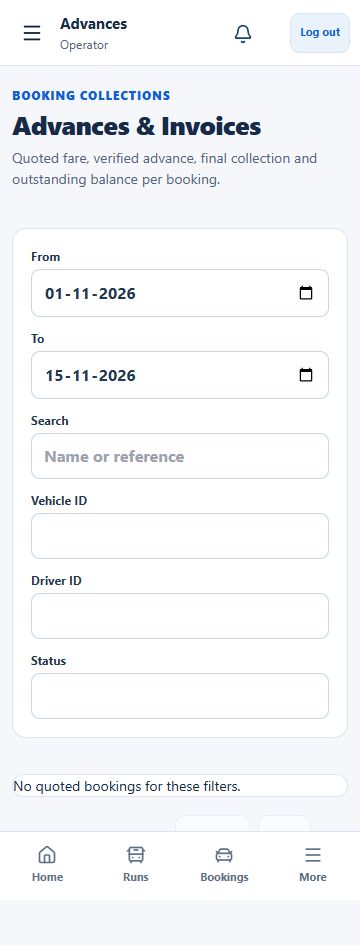 Advances
Operator
Log out
BOOKING COLLECTIONS
Advances & Invoices
Quoted fare, verified advance, final collection and
outstanding balance per booking.
From
01-11-2026
To
15-11-2026
Search
Name or reference
Vehicle ID
Driver ID
Status
No quoted bookings for these filters.
Home
Runs
Bookings
More